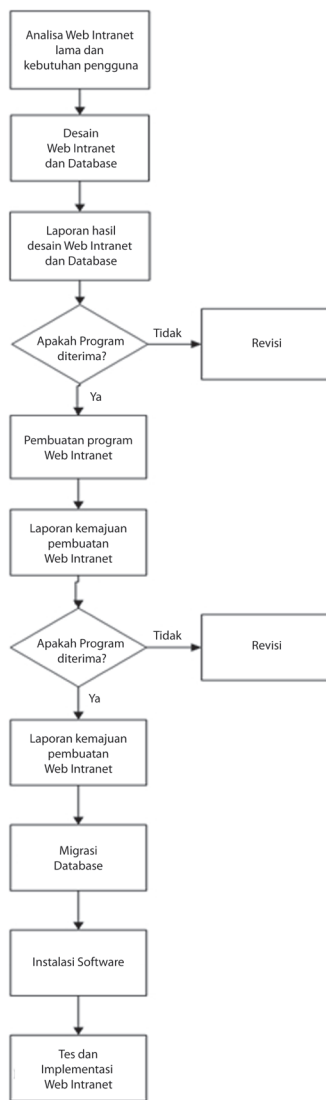 Analisa Web Intranet
lama dan
kebutuhan pengguna
Desain
Web Intranet
dan Database
Laporan hasil
desain Web Intranet
dan Database
Apakah Program
diterima?
Tidak
Revisi
Ya
Pembuatan program
Web Intranet
Laporan kemajuan
pembuatan
Web Intranet
Apakah Program
diterima?
Tidak
Revisi
Ya
Laporan kemajuan
pembuatan
Web Intranet
Migrasi
Database
Instalasi Software
Tes dan
Implementasi
Web Intranet